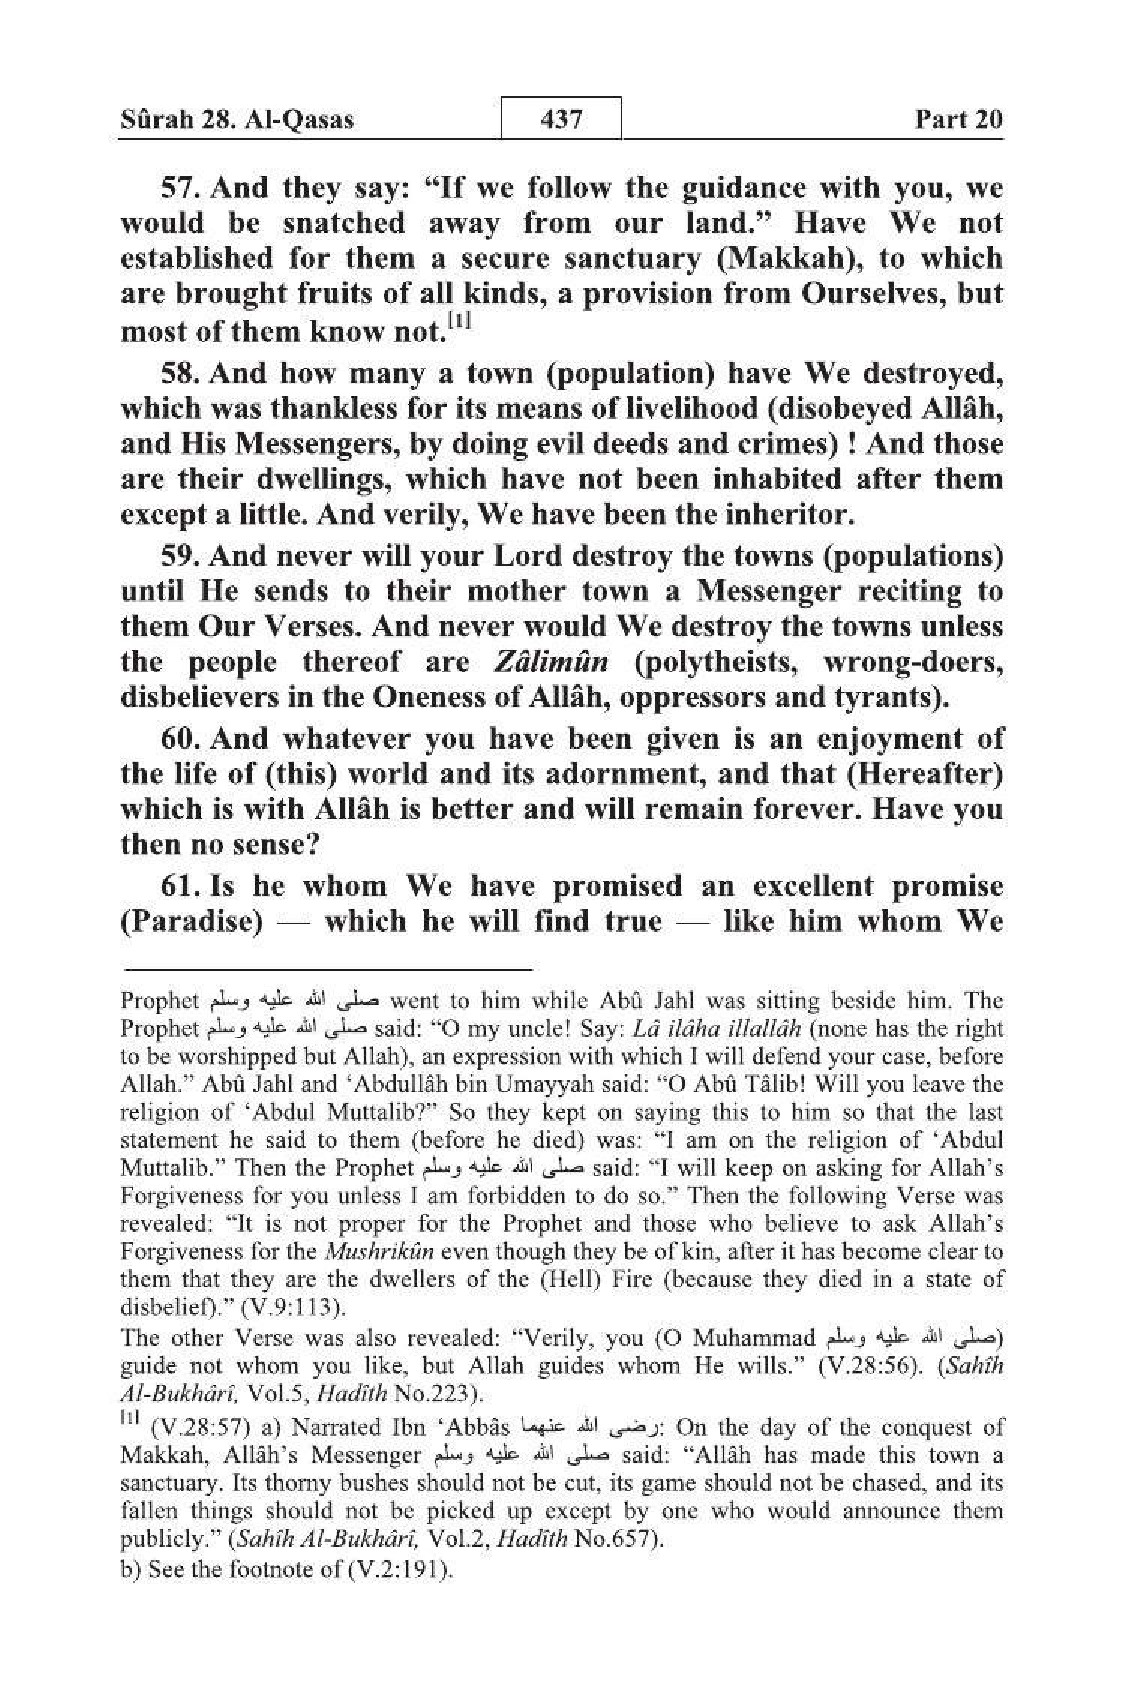 Sûrah 28. Al-Qasas 437 Part 20
57. And they say: “If we follow the guidance with you, we
would be snatched away from our land.” Have We not
established for them a secure sanctuary (Makkah), to which
are brought fruits of all kinds, a provision from Ourselves, but
most of them know not.[1]
58. And how many a town (population) have We destroyed,
which was thankless for its means of livelihood (disobeyed Allâh,
and His Messengers, by doing evil deeds and crimes) ! And those
are their dwellings, which have not been inhabited after them
except a little. And verily, We have been the inheritor.
59. And never will your Lord destroy the towns (populations)
until He sends to their mother town a Messenger reciting to
them Our Verses. And never would We destroy the towns unless
the people thereof are Zâlimûn (polytheists, wrong-doers,
disbelievers in the Oneness of Allâh, oppressors and tyrants).
60. And whatever you have been given is an enjoyment of
the life of (this) world and its adornment, and that (Hereafter)
which is with Allâh is better and will remain forever. Have you
then no sense?
61. Is he whom We have promised an excellent promise
(Paradise) — which he will find true — like him whom We
Prophet صلى الله عليه وسلم went to him while Abû Jahl was sitting beside him. The
Prophet صلى الله عليه وسلم said: “O my uncle! Say: Lâ ilâha illallâh (none has the right
to be worshipped but Allah), an expression with which I will defend your case, before
Allah.” Abû Jahl and ‘Abdullâh bin Umayyah said: “O Abû Tâlib! Will you leave the
religion of ‘Abdul Muttalib?” So they kept on saying this to him so that the last
statement he said to them (before he died) was: “I am on the religion of ‘Abdul
Muttalib.” Then the Prophet صلى الله عليه وسلم said: “I will keep on asking for Allah’s
Forgiveness for you unless I am forbidden to do so.” Then the following Verse was
revealed: “It is not proper for the Prophet and those who believe to ask Allah’s
Forgiveness for the Mushrikûn even though they be of kin, after it has become clear to
them that they are the dwellers of the (Hell) Fire (because they died in a state of
disbelief).” (V.9:113).
The other Verse was also revealed: “Verily, you (O Muhammad صلى الله عليه وسلم)
guide not whom you like, but Allah guides whom He wills.” (V.28:56). (Sahîh
Al-Bukhârî, Vol.5, Hadîth No.223).
[1] (V.28:57) a) Narrated Ibn ‘Abbâs رضى الله عنهما: On the day of the conquest of
Makkah, Allâh’s Messenger صلى الله عليه وسلم said: “Allâh has made this town a
sanctuary. Its thorny bushes should not be cut, its game should not be chased, and its
fallen things should not be picked up except by one who would announce them
publicly.” (Sahîh Al-Bukhârî, Vol.2, Hadîth No.657).
b) See the footnote of (V.2:191).